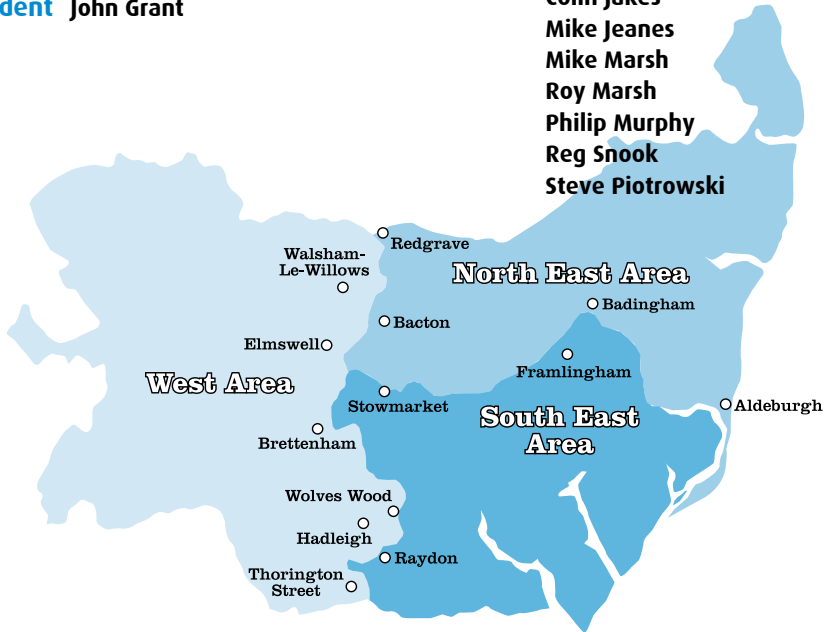 dent John Grant
Colin Jakes
Mike Jeanes
Mike Marsh
Roy Marsh
Philip Murphy
Reg Snook
Steve Piotrowski
Redgrave
Walsham-
Le-Willows
North East Area
Badingham
Bacton
Elmswell
Framlingham
West Area
Stowmarket
Aldeburgh
South East
Area
Brettenham
Wolves Wood
Hadleigh
Raydon
Thorington
Street